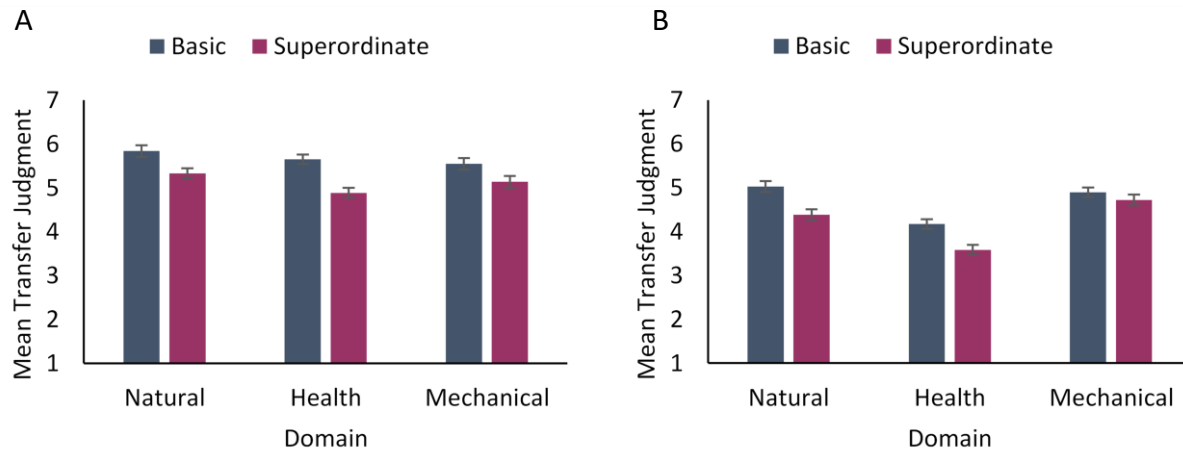 A
Basic Superordinate
Mean Transfer Judgment
7
6
5
4
3
2
1
Natural Health Mechanical
Domain
B
Basic Superordinate
Mean Transfer Judgment
7
6
5
4
3
2
1
Natural Health Mechanical
Domain